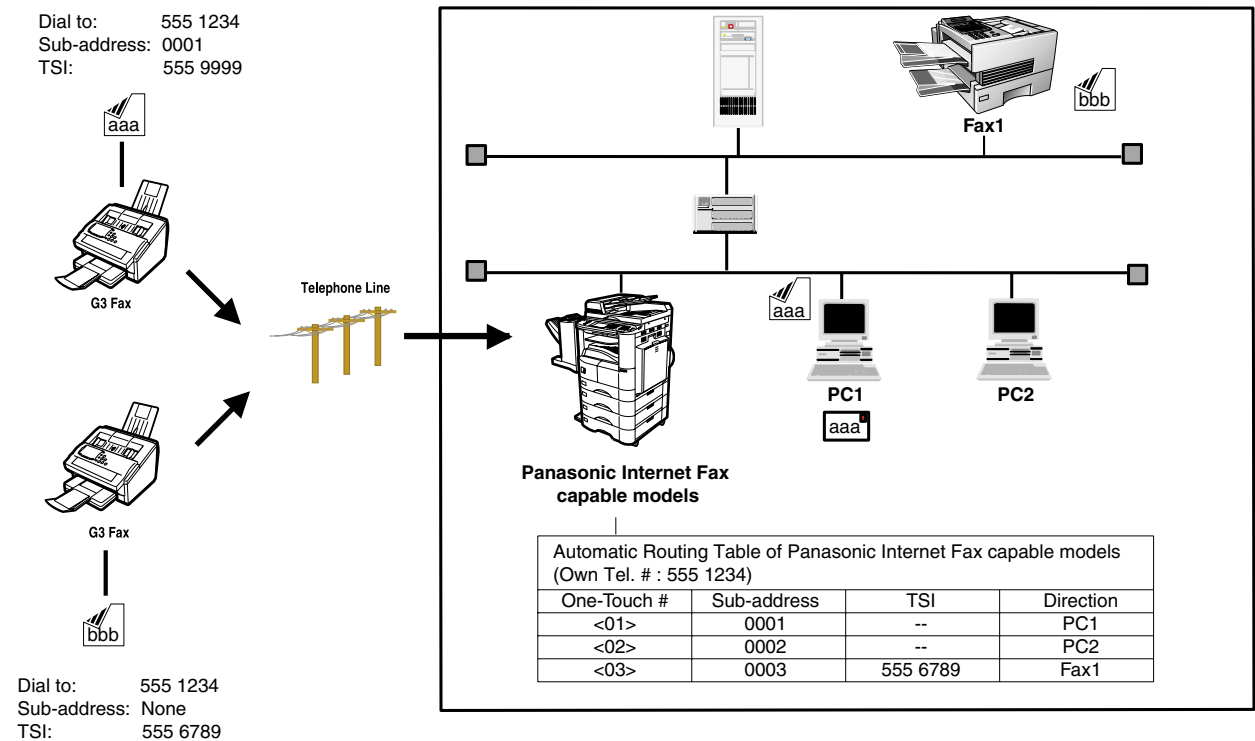 Dial to: 555 1234
Sub-address: 0001
TSI: 555 9999
aaa
G3 Fax
Telephone Line
G3 Fax
bbb
Dial to: 555 1234
Sub-address: None
TSI: 555 6789
Fax1
bbb
aaa
PC1
PC2
aaa
Panasonic Internet Fax
capable models
Automatic Routing Table of Panasonic Internet Fax capable models
(Own Tel. # : 555 1234)
One-Touch # Sub-address TSI Direction
<01> 0001 -- PC1
<02> 0002 -- PC2
<03> 0003 555 6789 Fax1